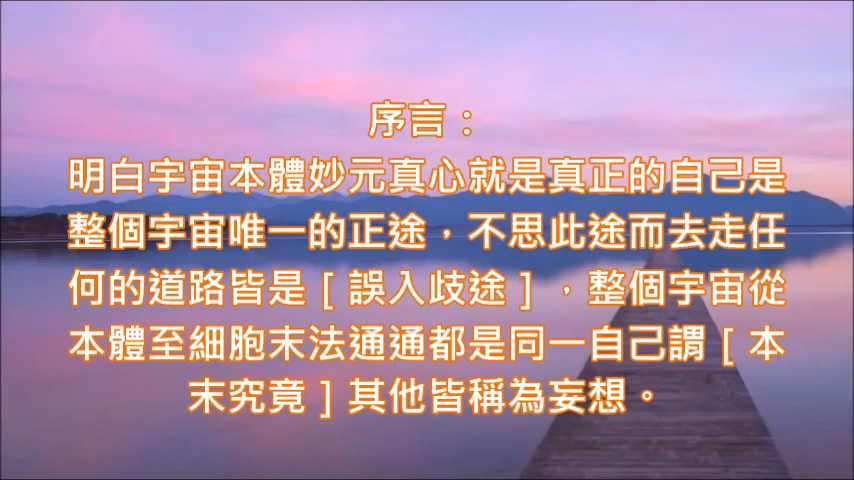 序言：
明白宇宙本體妙元真心就是真正的自己是
整個宇宙唯一的正途，不思此途而去走任
何的道路皆是［誤入歧途］，整個宇宙從
本體至細胞末法通通都是同一自己謂［本
末究竟］其他皆稱為妄想。